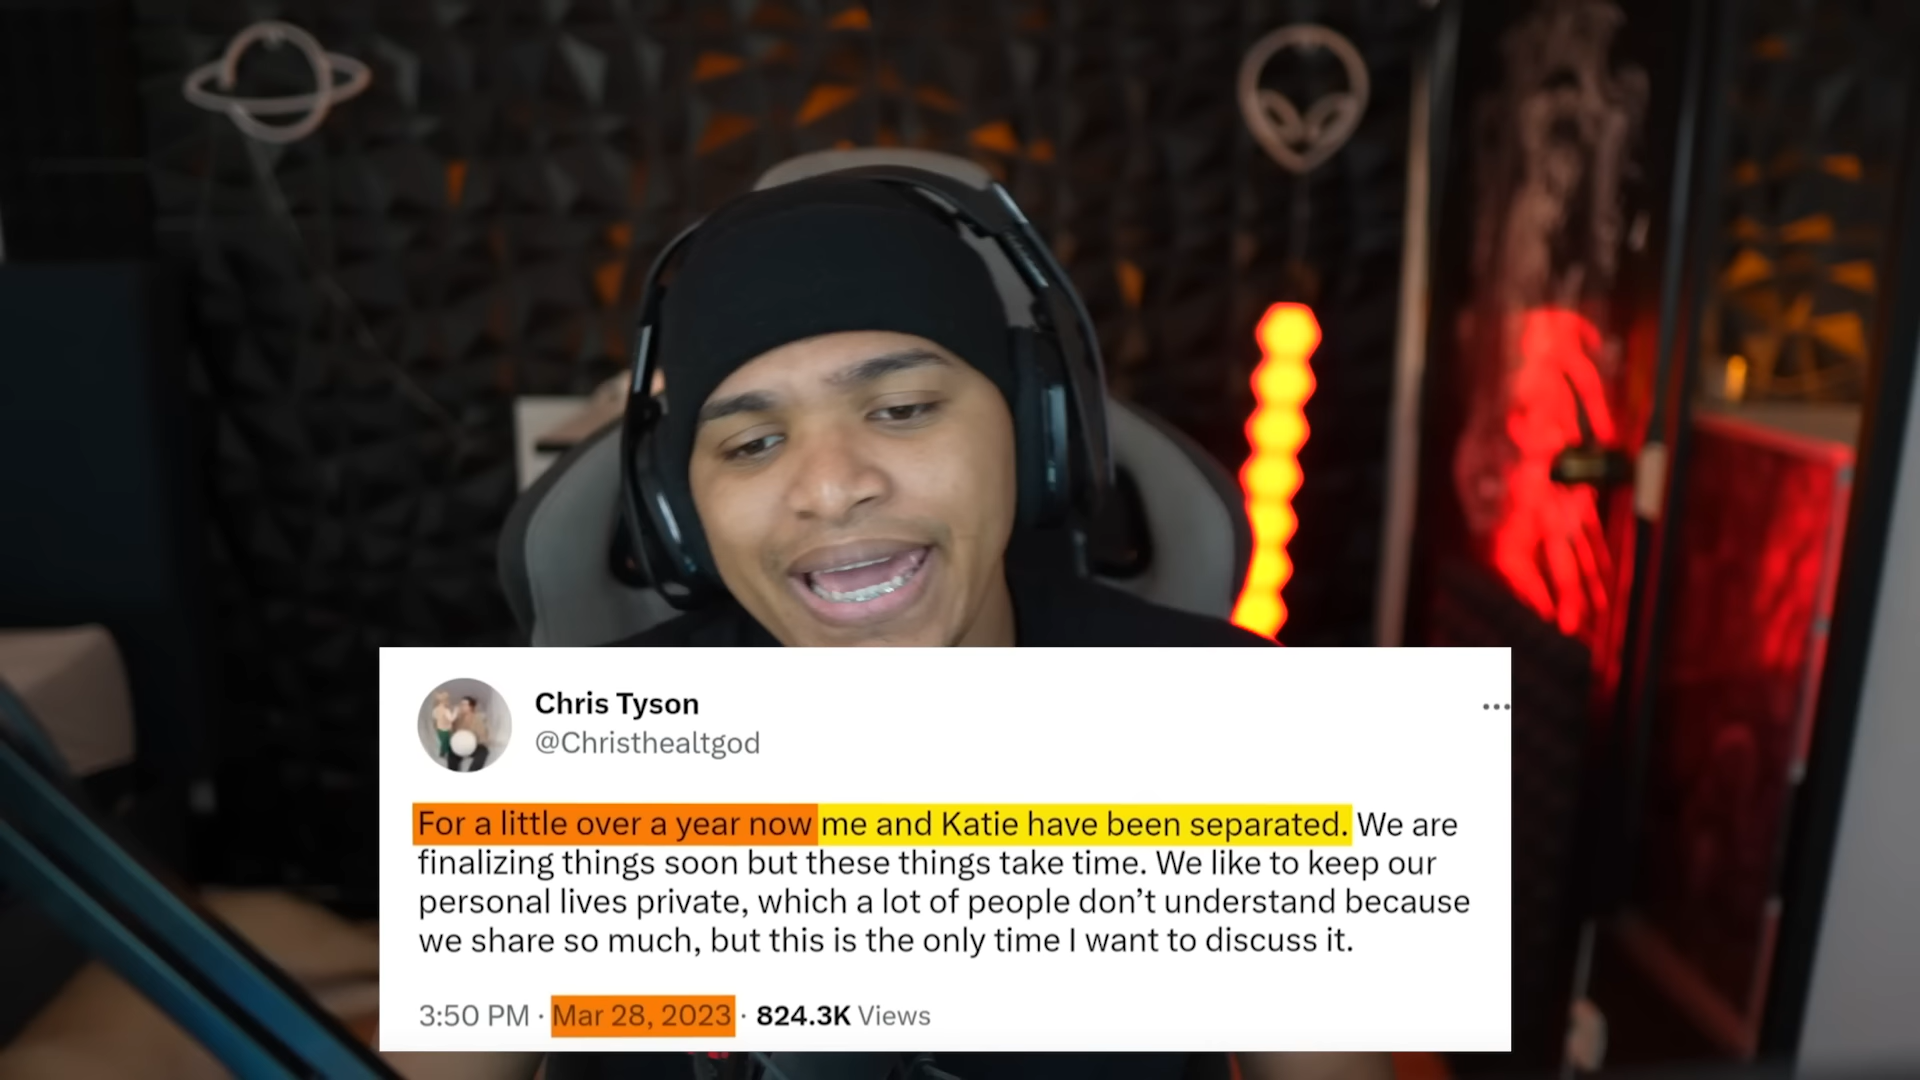 Chris Tyson
@Christhealtgod
For a little over a year now me and Katie have been separated. We are
finalizing things soon but these things take time. We like to keep our
personal lives private, which a lot of people don’t understand because
we share so much, but this is the only time I want to discuss it.
3:50 PM · Mar 28, 2023 · 824.3K Views